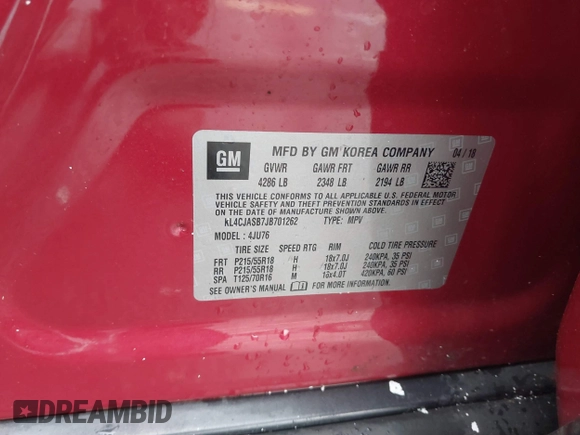 GM
MFD BY GM KOREA COMPANY 04/18
GVWR GAWR FRT GAWR RR
4286 LB 2348 LB 2194 LB
THIS VEHICLE CONFORMS TO ALL APPLICABLE U.S. FEDERAL MOTOR
VEHICLE SAFETY AND THEFT PREVENTION STANDARDS IN EFFECT ON THE
DATE OF MANUFACTURE SHOWN ABOVE.
KL4CJASB7JB701262 TYPE: MPV
MODEL: 4JU76
TIRE SIZE SPEED RTG RIM COLD TIRE PRESSURE
FRT P215/55R18 H 18x7.0J 240KPA, 35 PSI
RR P215/55R18 H 18x7.0J 240KPA, 35 PSI
SPA T125/70R16 M 16x4.0T 420KPA, 60 PSI
SEE OWNER'S MANUAL FOR MORE INFORMATION.
DREAMBID